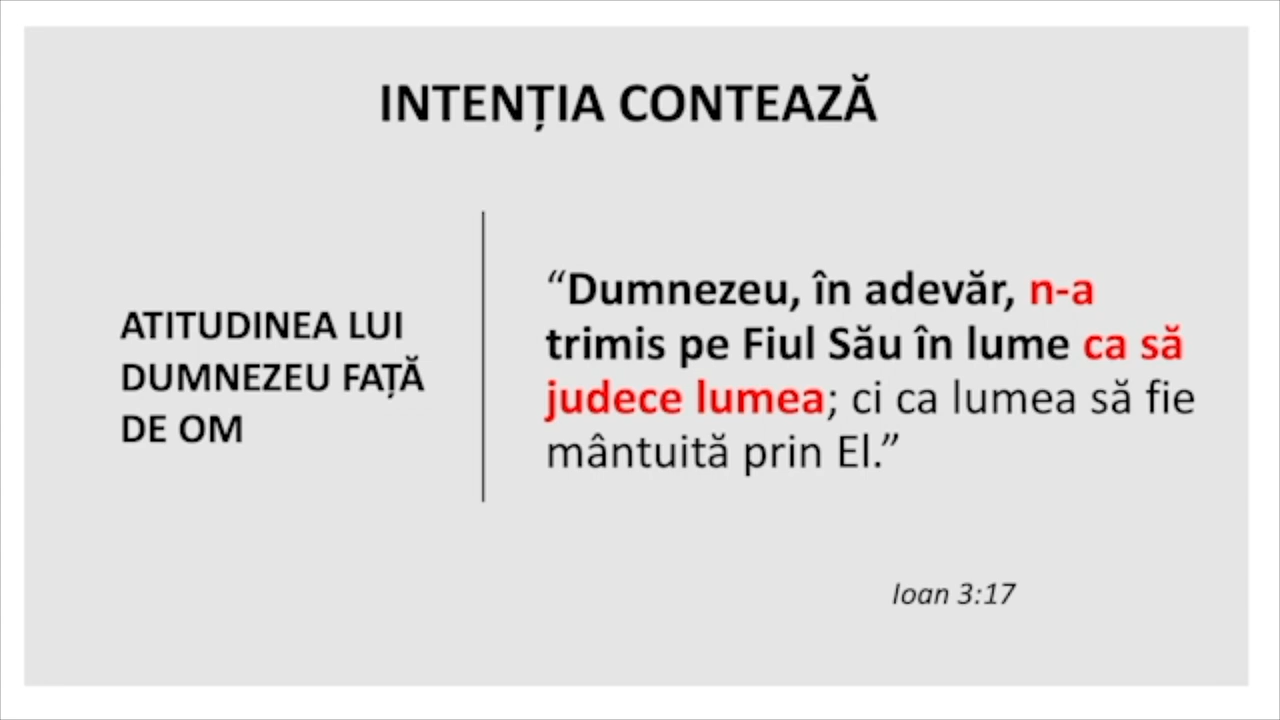 INTENȚIA CONTEAZĂ
ATITUDINEA LUI
DUMNEZEU FAȚĂ
DE OM
“Dumnezeu, în adevăr, n-a
trimis pe Fiul Său în lume ca să
judece lumea; ci ca lumea să fie
mântuită prin El.”
Ioan 3:17